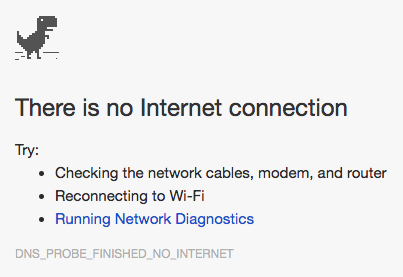 There is no Internet connection
Try:
• Checking the network cables, modem, and router
• Reconnecting to Wi-Fi
• Running Network Diagnostics
DNS_PROBE_FINISHED_NO_INTERNET